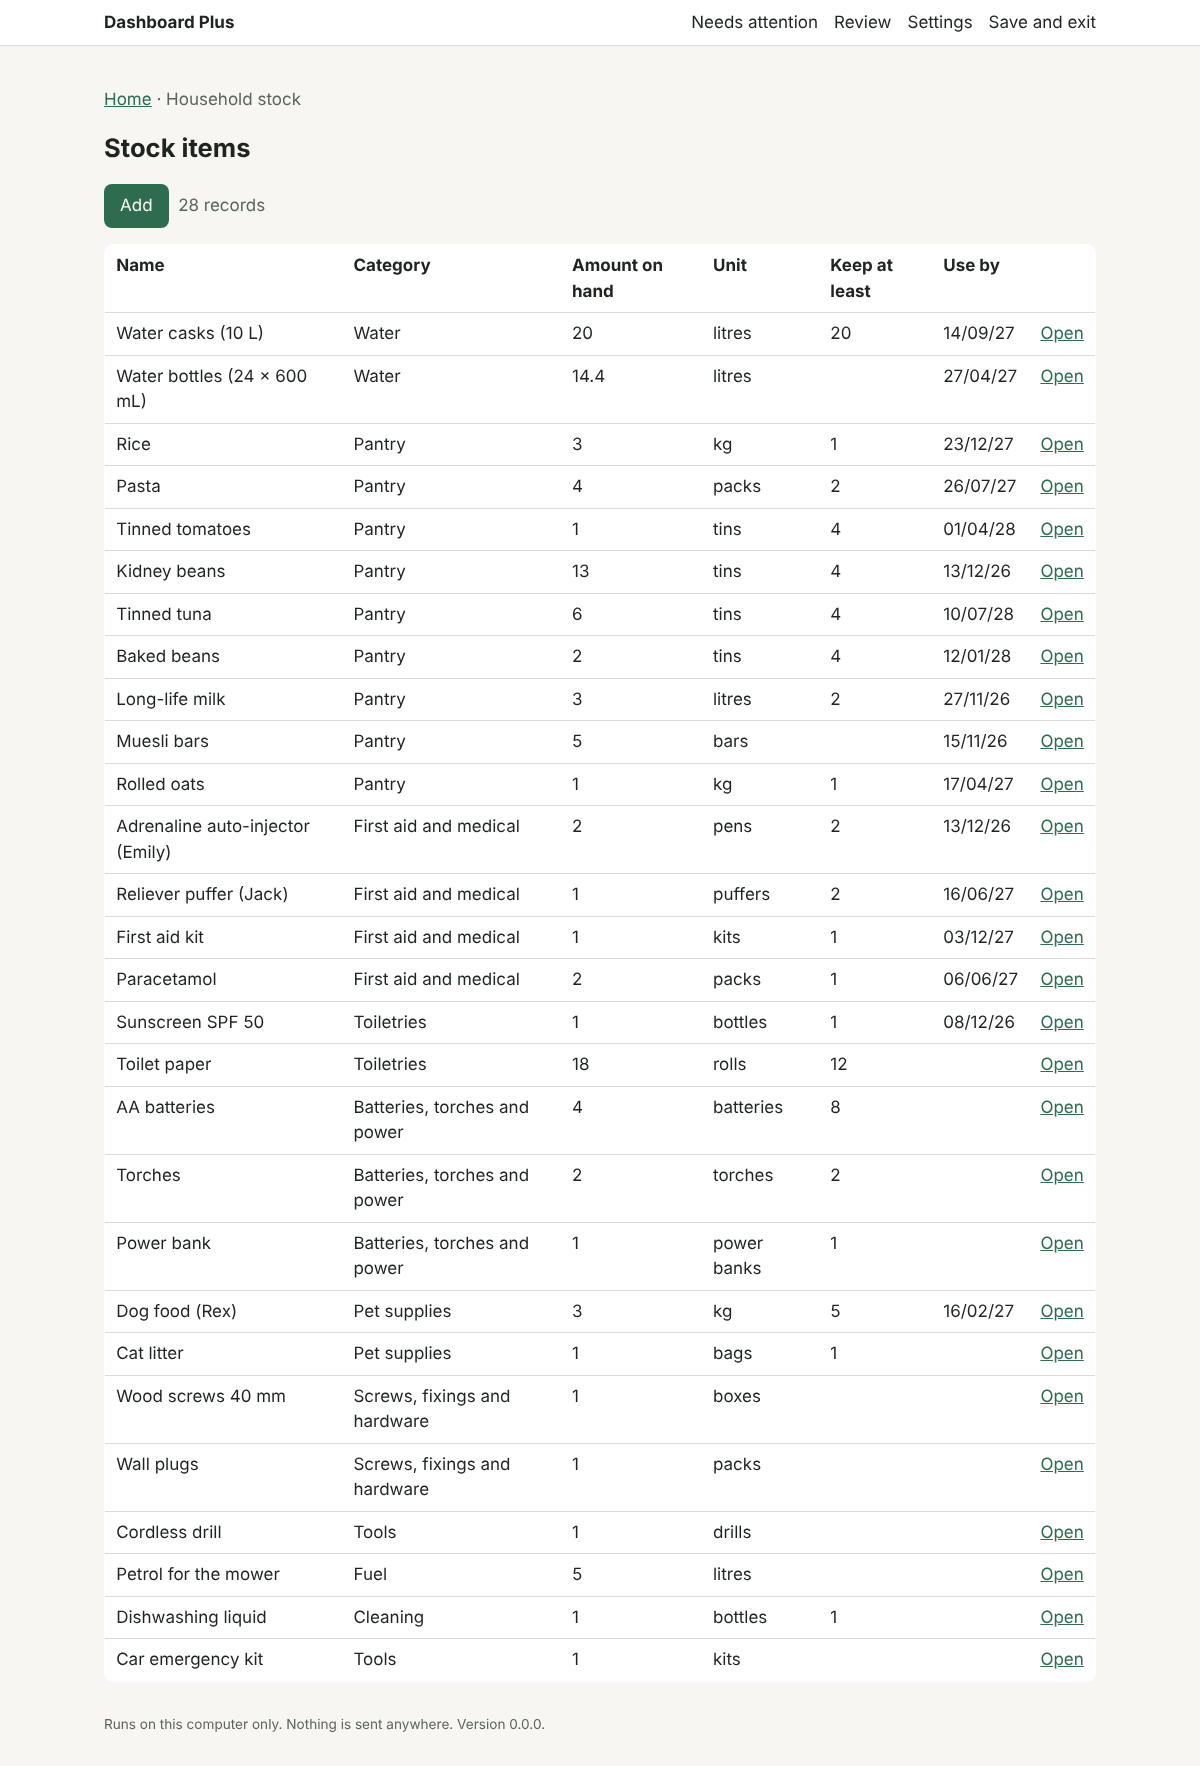 Dashboard Plus Needs attention Review Settings Save and exit
Home · Household stock
Stock items
Add 28 records
Name Category Amount on hand Unit Keep at least Use by
Water casks (10 L) Water 20 litres 20 14/09/27 Open
Water bottles (24 × 600 mL) Water 14.4 litres 27/04/27 Open
Rice Pantry 3 kg 1 23/12/27 Open
Pasta Pantry 4 packs 2 26/07/27 Open
Tinned tomatoes Pantry 1 tins 4 01/04/28 Open
Kidney beans Pantry 13 tins 4 13/12/26 Open
Tinned tuna Pantry 6 tins 4 10/07/28 Open
Baked beans Pantry 2 tins 4 12/01/28 Open
Long-life milk Pantry 3 litres 2 27/11/26 Open
Muesli bars Pantry 5 bars 15/11/26 Open
Rolled oats Pantry 1 kg 1 17/04/27 Open
Adrenaline auto-injector (Emily) First aid and medical 2 pens 2 13/12/26 Open
Reliever puffer (Jack) First aid and medical 1 puffers 2 16/06/27 Open
First aid kit First aid and medical 1 kits 1 03/12/27 Open
Paracetamol First aid and medical 2 packs 1 06/06/27 Open
Sunscreen SPF 50 Toiletries 1 bottles 1 08/12/26 Open
Toilet paper Toiletries 18 rolls 12 Open
AA batteries Batteries, torches and power 4 batteries 8 Open
Torches Batteries, torches and power 2 torches 2 Open
Power bank Batteries, torches and power 1 power banks 1 Open
Dog food (Rex) Pet supplies 3 kg 5 16/02/27 Open
Cat litter Pet supplies 1 bags 1 Open
Wood screws 40 mm Screws, fixings and hardware 1 boxes Open
Wall plugs Screws, fixings and hardware 1 packs Open
Cordless drill Tools 1 drills Open
Petrol for the mower Fuel 5 litres Open
Dishwashing liquid Cleaning 1 bottles 1 Open
Car emergency kit Tools 1 kits Open
Runs on this computer only. Nothing is sent anywhere. Version 0.0.0.